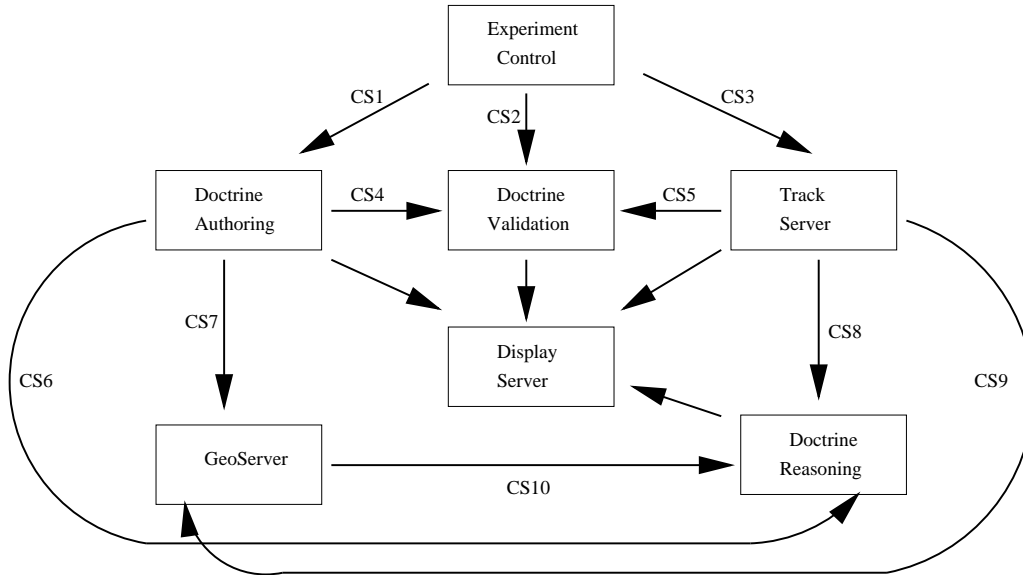 Experiment
Control
CS1
CS2
CS3
Doctrine
Authoring
CS4
Doctrine
Validation
CS5
Track
Server
CS7
CS8
CS6
Display
Server
CS9
GeoServer
CS10
Doctrine
Reasoning